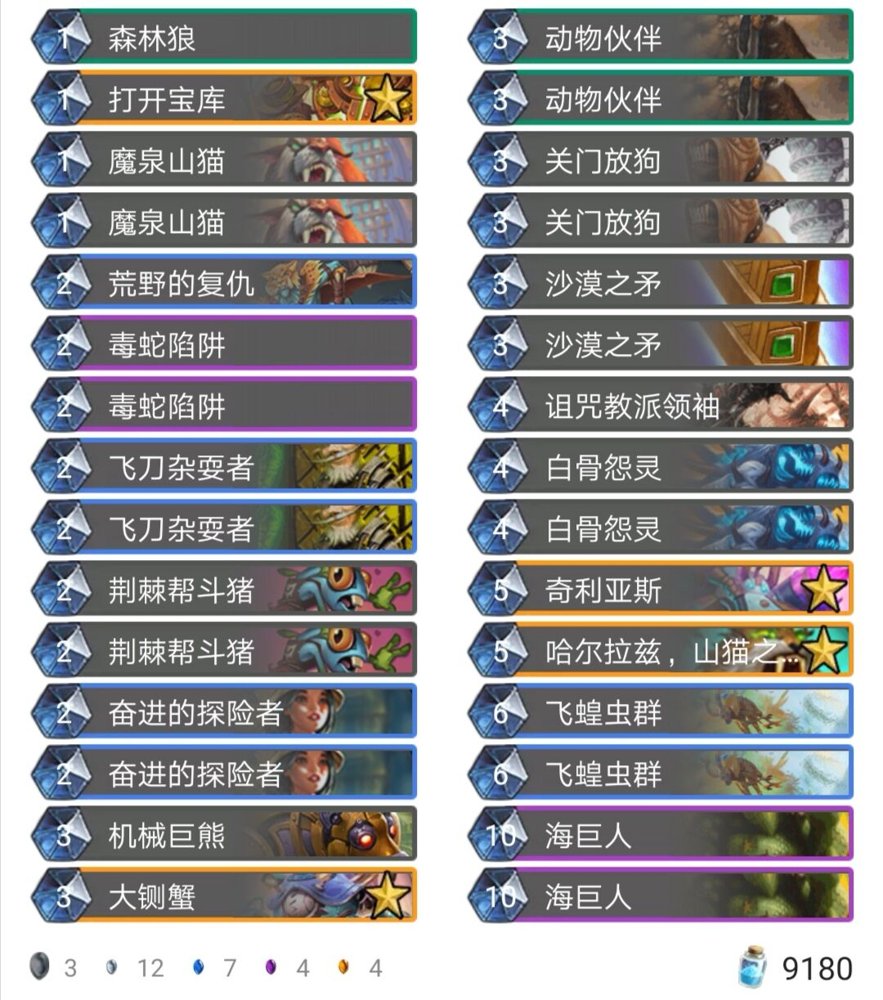 1 森林狼
1 打开宝库
1 魔泉山猫
1 魔泉山猫
2 荒野的复仇
2 毒蛇陷阱
2 毒蛇陷阱
2 飞刀杂耍者
2 飞刀杂耍者
2 荆棘帮斗猪
2 荆棘帮斗猪
2 奋进的探险者
2 奋进的探险者
3 机械巨熊
3 大铡蟹
3 动物伙伴
3 动物伙伴
3 关门放狗
3 关门放狗
3 沙漠之矛
3 沙漠之矛
4 诅咒教派领袖
4 白骨怨灵
4 白骨怨灵
5 奇利亚斯
5 哈尔拉兹，山猫之...
6 飞蝗虫群
6 飞蝗虫群
10 海巨人
10 海巨人
3 12 7 4 4 9180